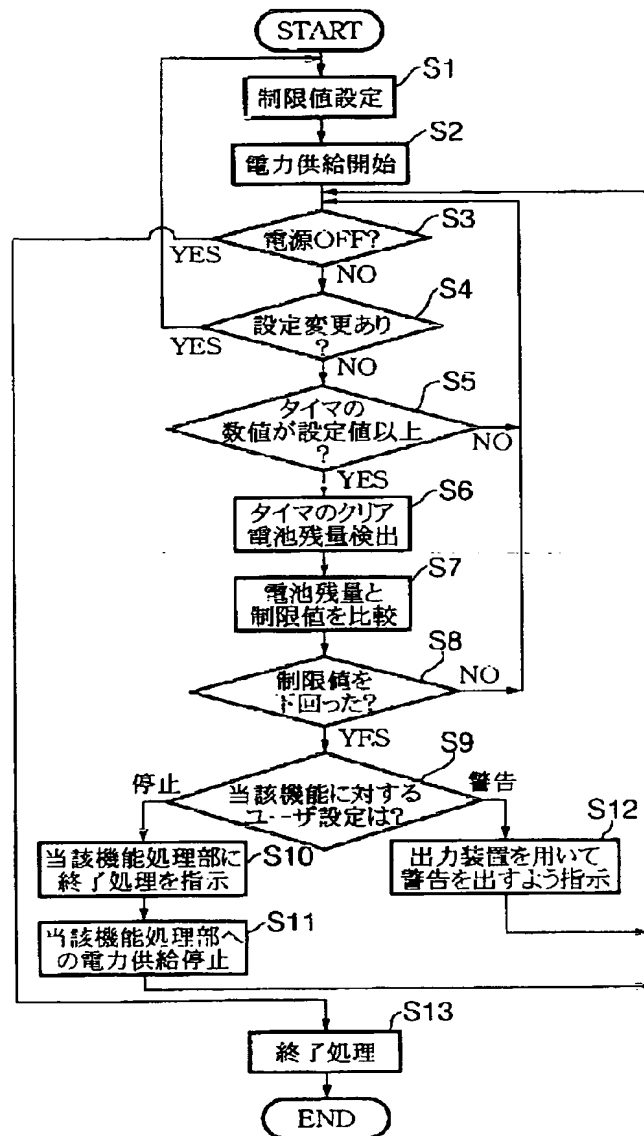 START
S1
制限値設定
S2
電力供給開始
S3
電源OFF?
YES
NO
S4
設定変更あり
?
YES
NO
S5
タイマの
数値が設定値以上
?
NO
YES
S6
タイマのクリア
電池残量検出
S7
電池残量と
制限値を比較
S8
制限値を
下回った?
NO
YES
S9
停止
警告
当該機能に対する
ユーザ設定は?
S10
当該機能処理部に
終了処理を指示
S12
出力装置を用いて
警告を出すよう指示
S11
当該機能処理部へ
の電力供給停止
S13
終了処理
END